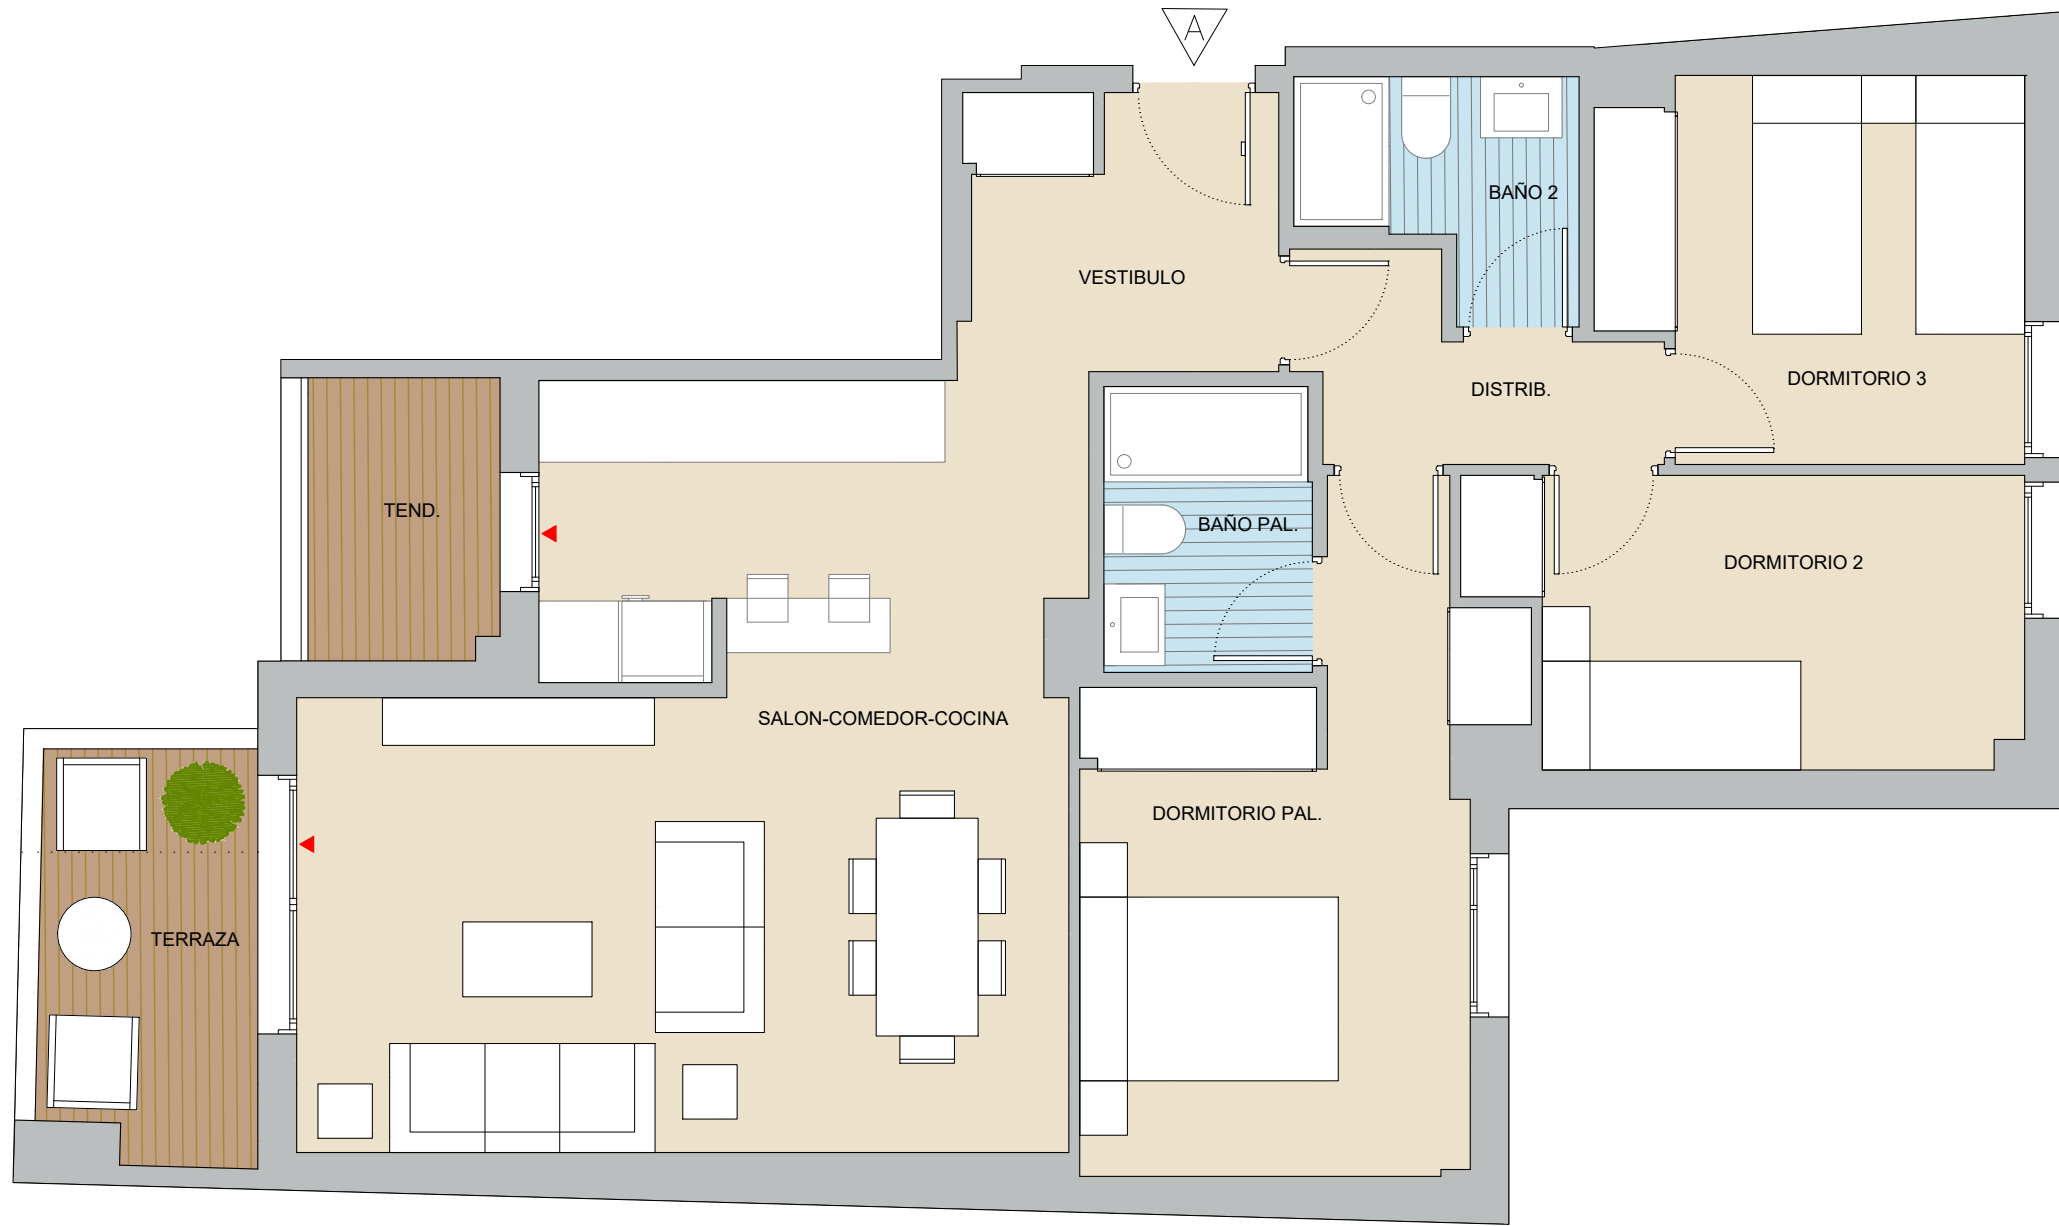 A
BAÑO 2
VESTIBULO
DORMITORIO 3
DISTRIB.
TEND.
BAÑO PAL.
DORMITORIO 2
SALON-COMEDOR-COCINA
DORMITORIO PAL.
TERRAZA